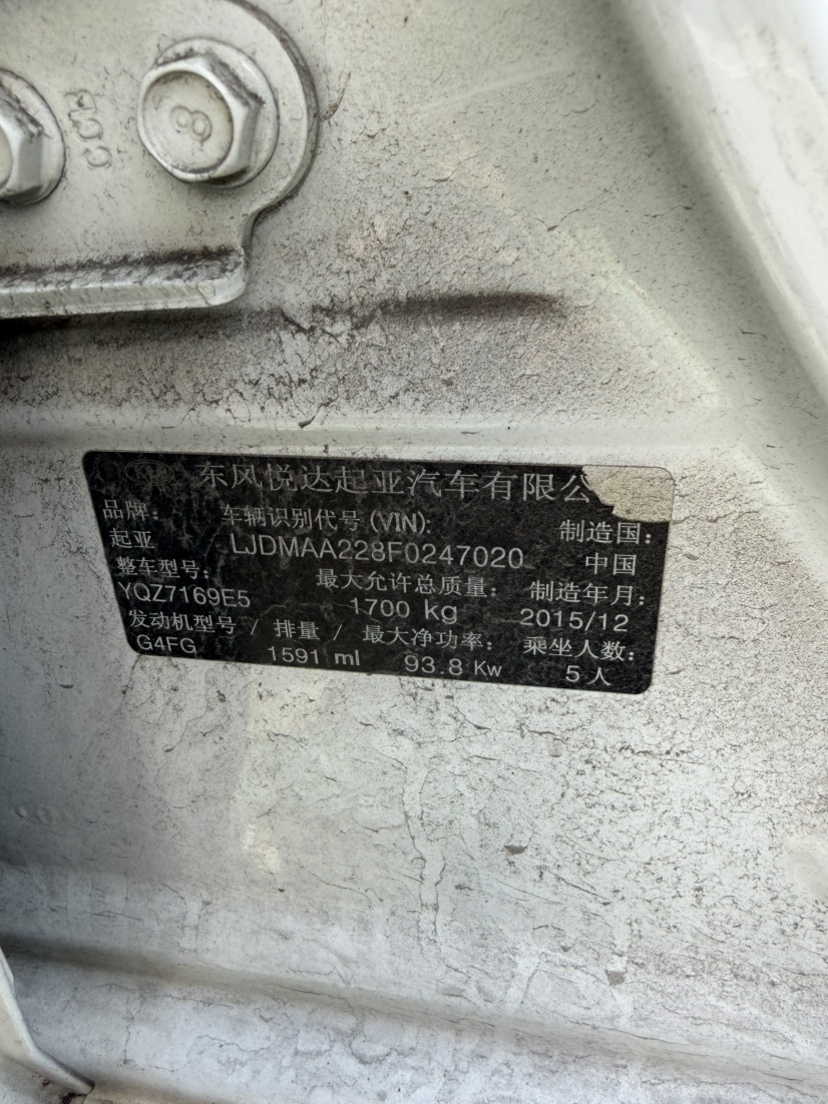 8
东风悦达起亚汽车有限公
品牌: 车辆识别代号 (VIN): 制造国:
起亚 LJDMAA228F0247020 中国
整车型号: 最大允许总质量: 制造年月:
YQZ7169E5 1700 kg 2015/12
发动机型号 / 排量 / 最大净功率: 乘坐人数:
G4FG 1591 ml 93.8 Kw 5 人